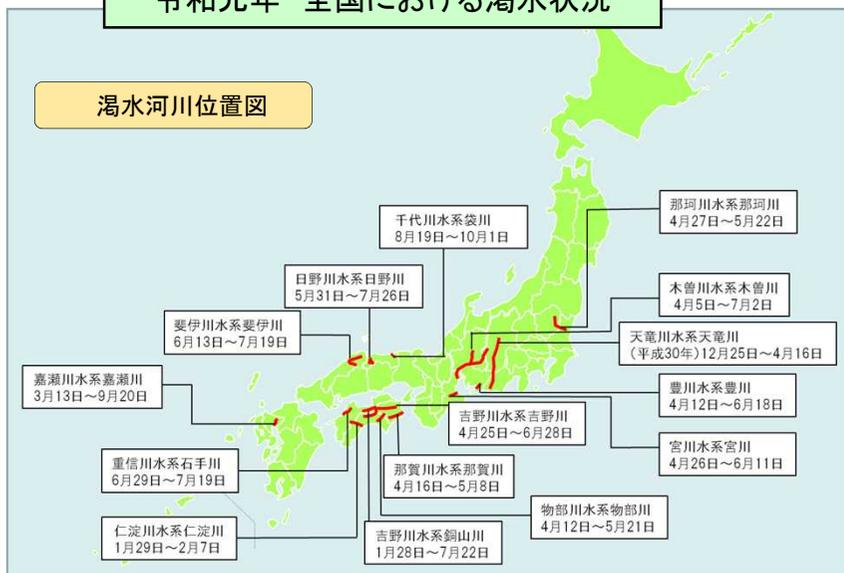 令和元年 全国における渇水状況
渇水河川位置図
千代川水系袋川
8月19日～10月1日
日野川水系日野川
5月31日～7月26日
斐伊川水系斐伊川
6月13日～7月19日
嘉瀬川水系嘉瀬川
3月13日～9月20日
重信川水系石手川
6月29日～7月19日
仁淀川水系仁淀川
1月29日～2月7日
吉野川水系銅山川
1月28日～7月22日
那賀川水系那賀川
4月16日～5月8日
吉野川水系吉野川
4月25日～6月28日
物部川水系物部川
4月12日～5月21日
那珂川水系那珂川
4月27日～5月22日
木曽川水系木曽川
4月5日～7月2日
天竜川水系天竜川
(平成30年)12月25日～4月16日
豊川水系豊川
4月12日～6月18日
宮川水系宮川
4月26日～6月11日